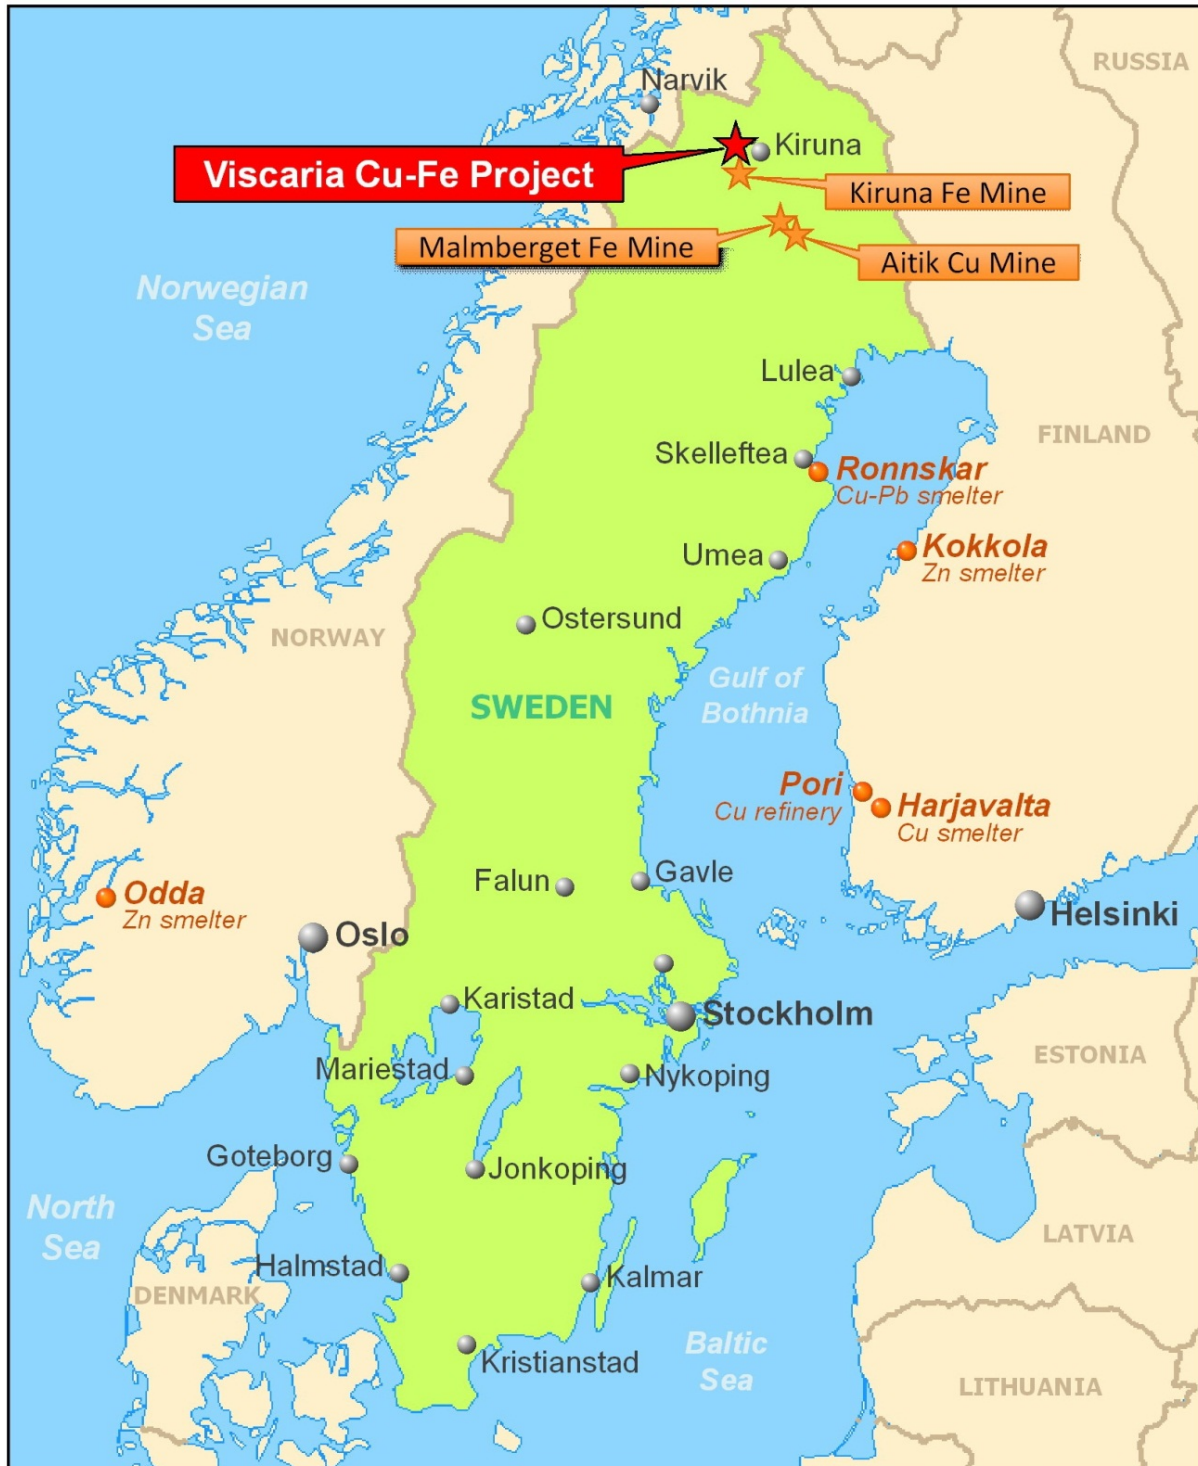 RUSSIA
Narvik
Kiruna
Viscaria Cu-Fe Project
Kiruna Fe Mine
Malmberget Fe Mine
Aitik Cu Mine
Norwegian
Sea
Lulea
FINLAND
Skelleftea
Ronnskar
Cu-Pb smelter
Umea
Kokkola
Zn smelter
Ostersund
NORWAY
SWEDEN
Gulf of
Bothnia
Pori
Cu refinery
Harjavalta
Cu smelter
Falun
Gavle
Odda
Zn smelter
Oslo
Helsinki
Karistad
Stockholm
ESTONIA
Mariestad
Nykoping
Goteborg
Jonkoping
North
Sea
LATVIA
Halmstad
Kalmar
DENMARK
Baltic
Sea
Kristianstad
LITHUANIA